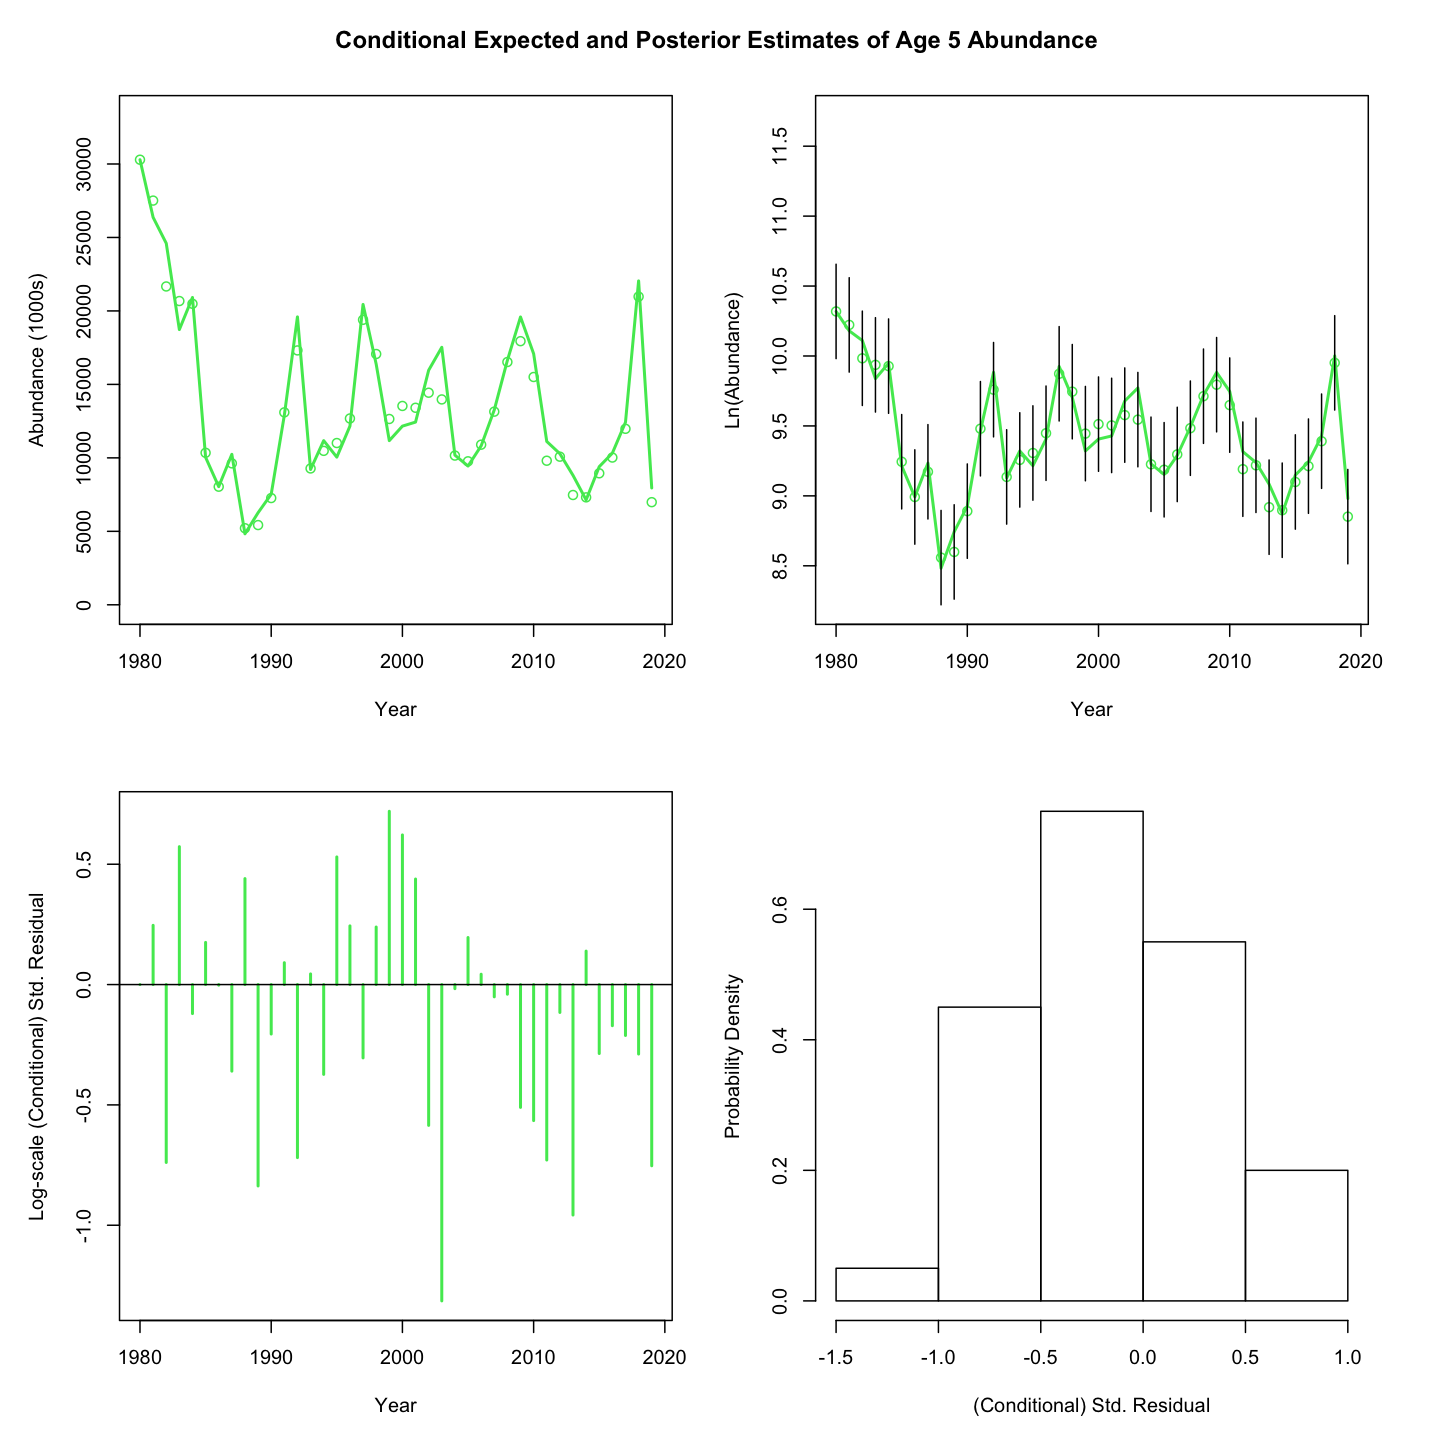 Conditional Expected and Posterior Estimates of Age 5 Abundance
Abundance (1000s)
30000
25000
20000
15000
10000
5000
0
1980 1990 2000 2010 2020
Year
Ln(Abundance)
11.5
11.0
10.5
10.0
9.5
9.0
8.5
1980 1990 2000 2010 2020
Year
Log-scale (Conditional) Std. Residual
0.5
0.0
-0.5
-1.0
1980 1990 2000 2010 2020
Year
Probability Density
0.6
0.4
0.2
0.0
-1.5 -1.0 -0.5 0.0 0.5 1.0
(Conditional) Std. Residual